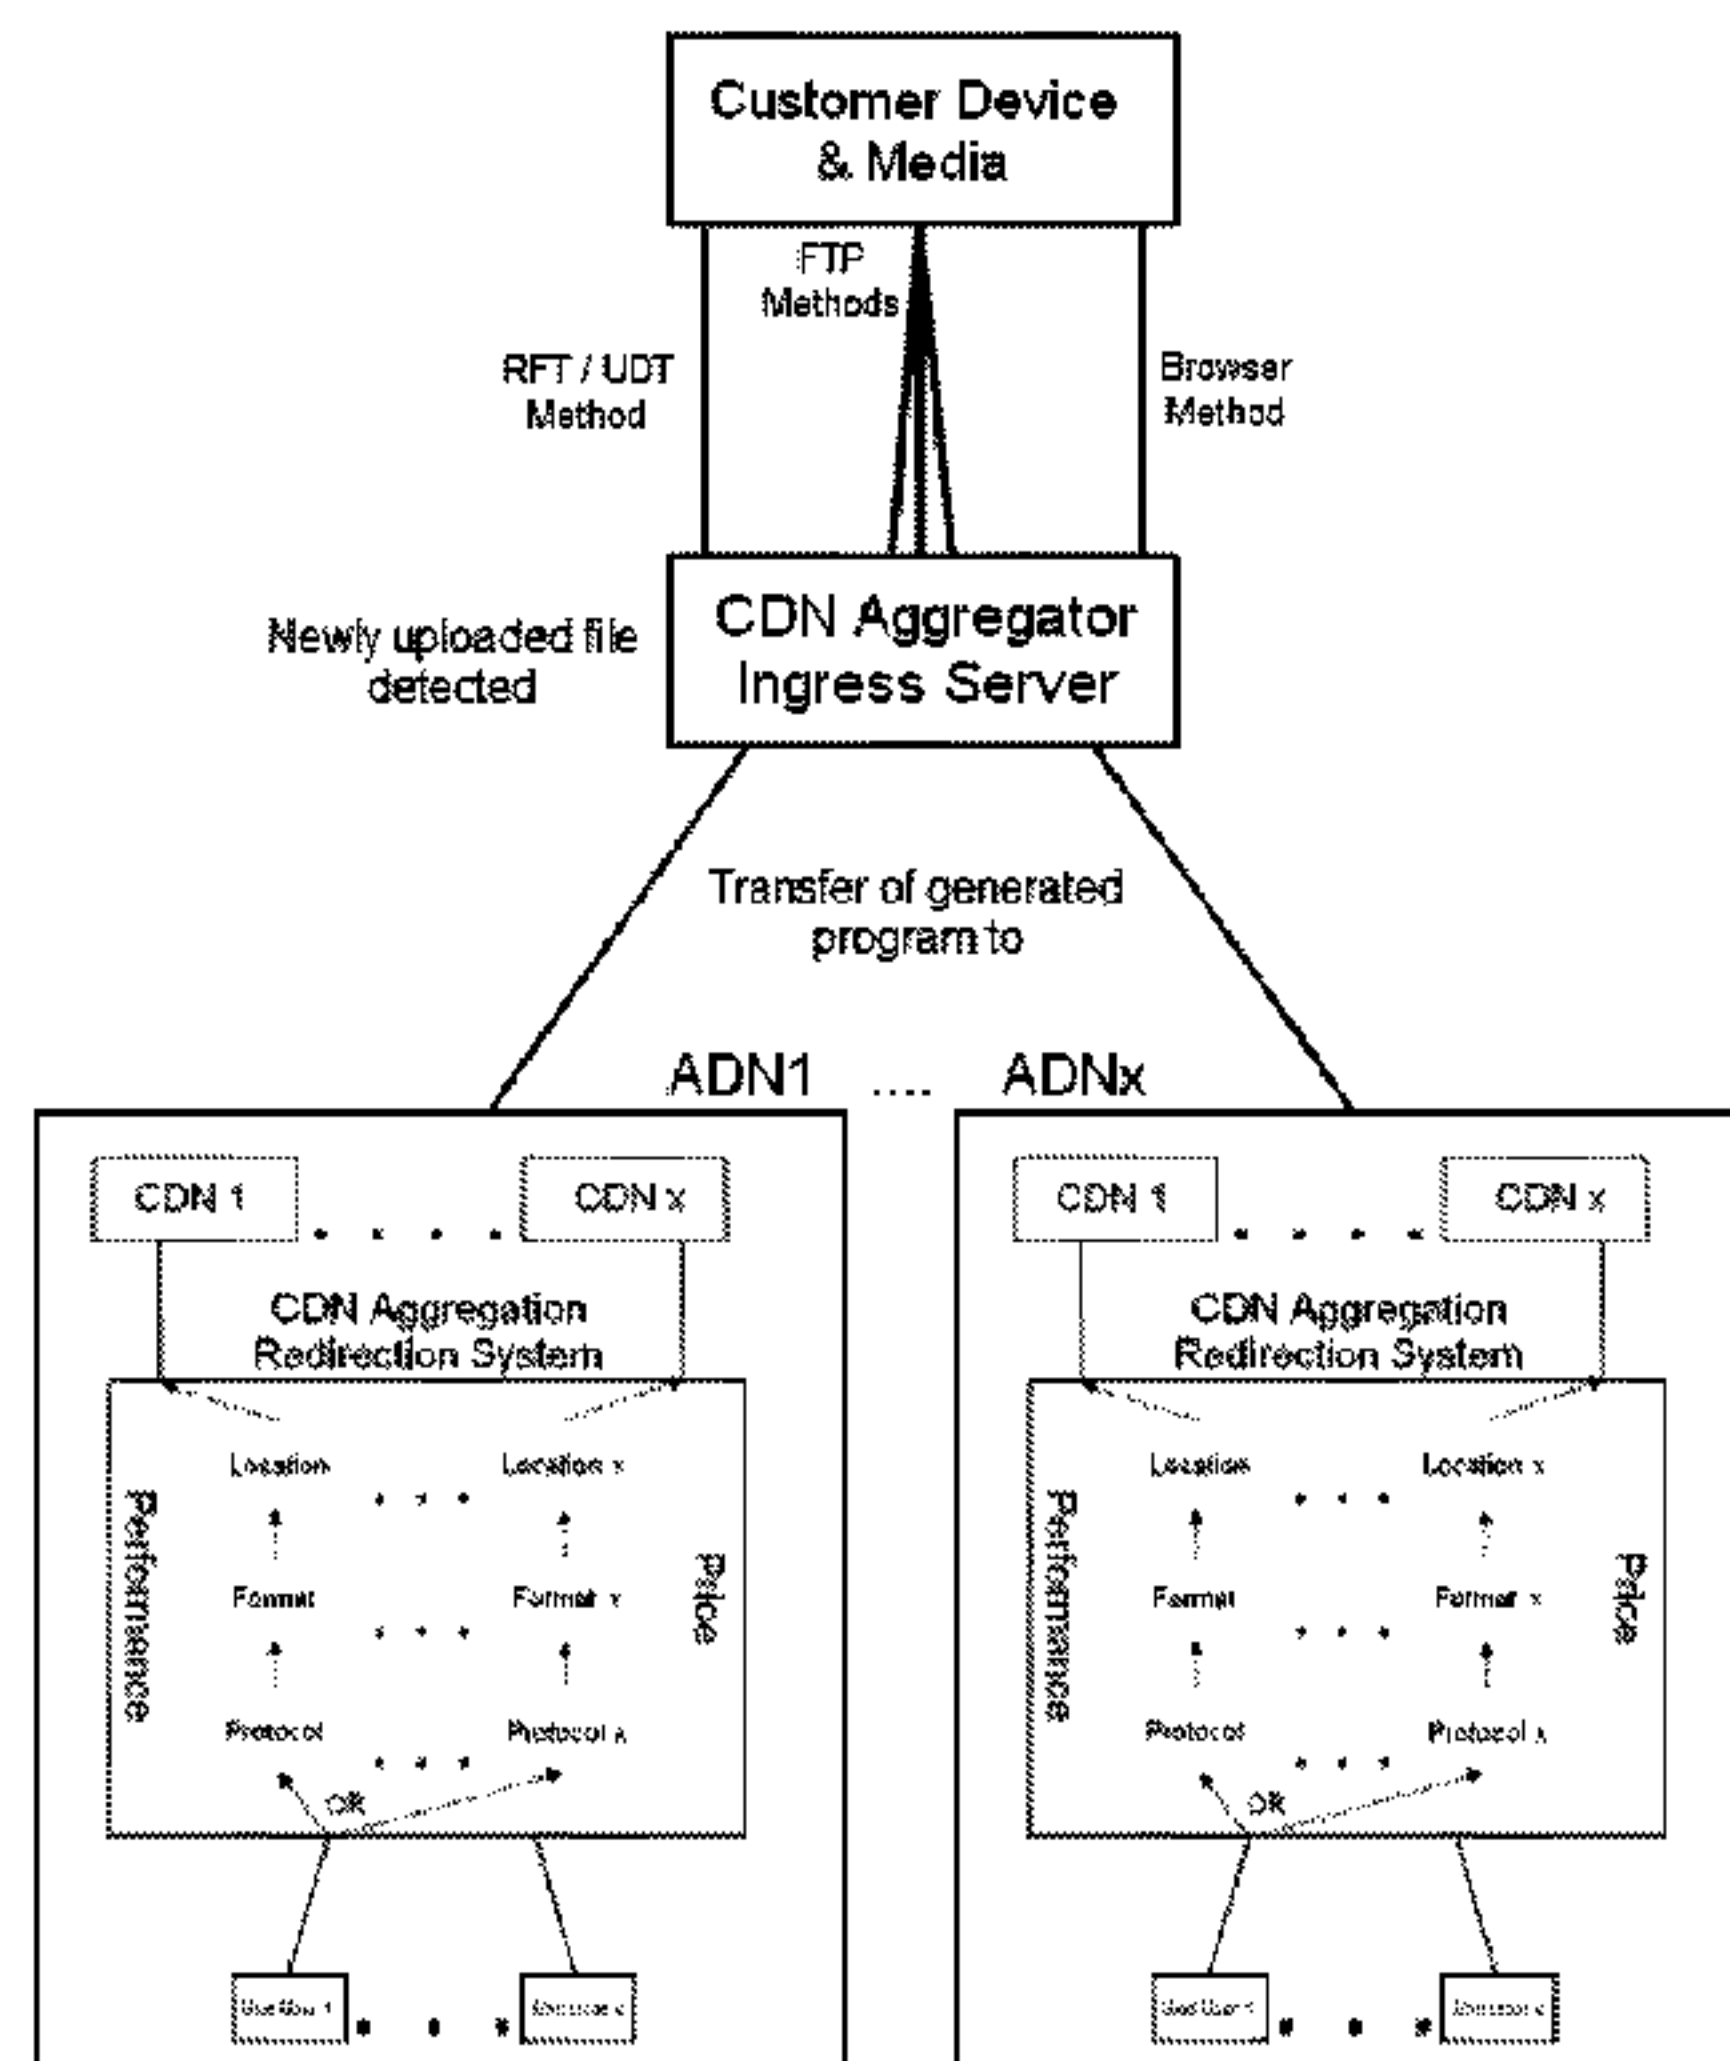 Customer Device
& Media
FTP
Methods
RFT / UDT
Method
Browser
Method
CDN Aggregator
Ingress Server
Newly uploaded file
detected
Transfer of generated
program to
ADN1 .... ADNx
CDN 1
CDN x
CDN Aggregation
Redirection System
Performance
Price
Location
Location x
Format
Format x
Protocol
Protocol x
OR
CDN 1
CDN x
CDN Aggregation
Redirection System
Performance
Price
Location
Location x
Format
Format x
Protocol
Protocol x
OR